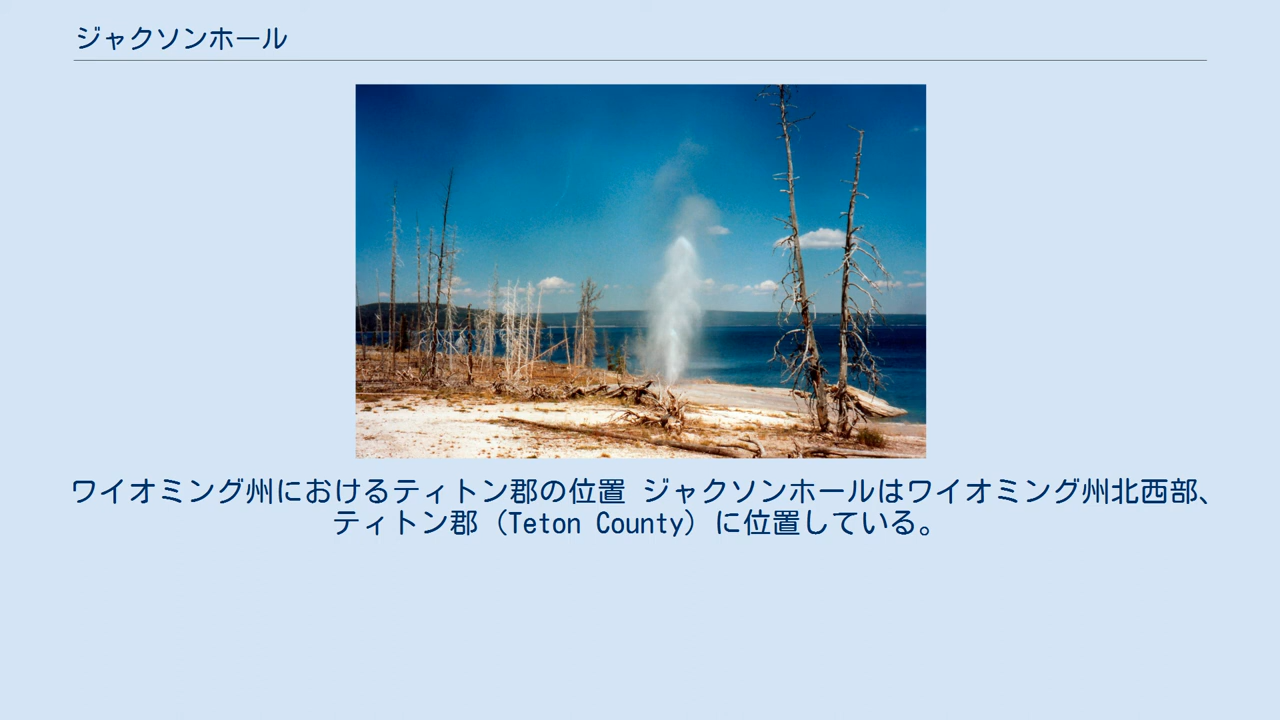 ジャクソンホール
ワイオミング州におけるティトン郡の位置 ジャクソンホールはワイオミング州北西部、
ティトン郡（Teton County）に位置している。